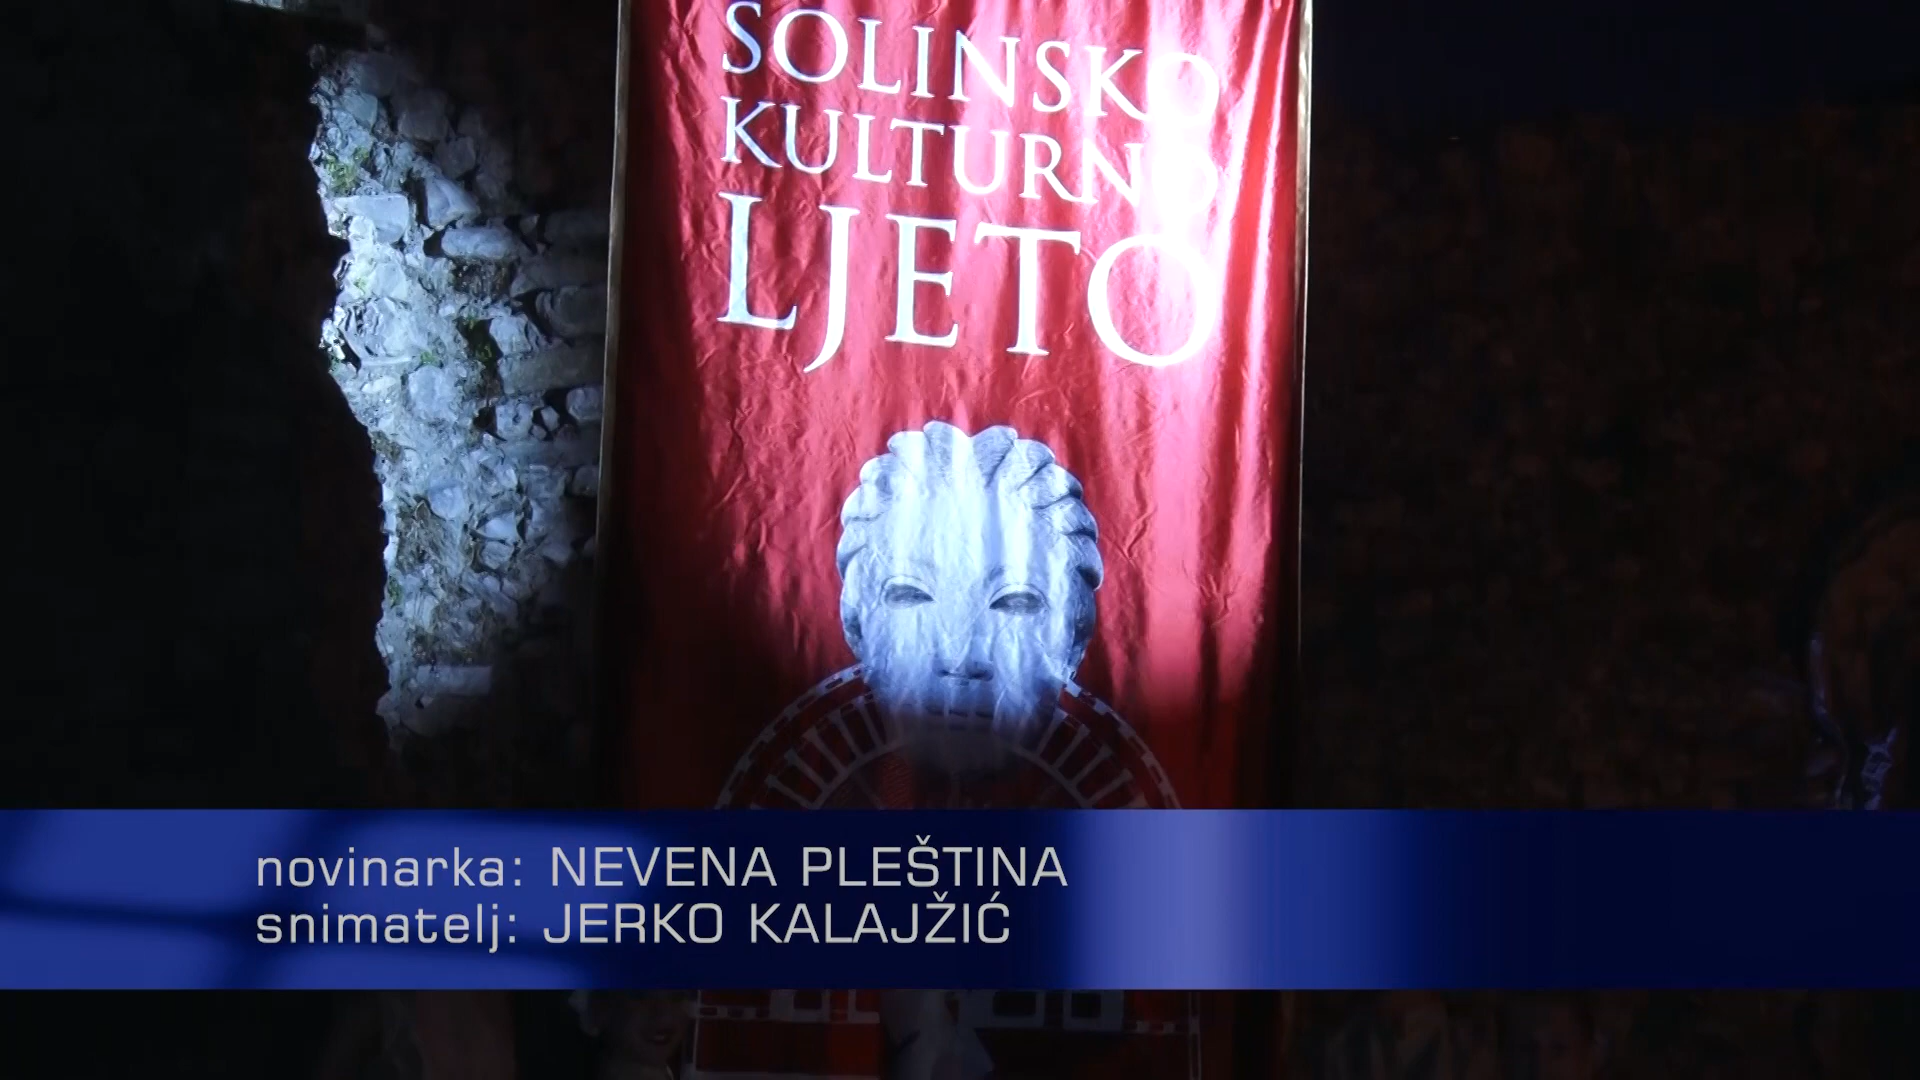 SOLINSKO
KULTURNO
LJETO
novinarka: NEVENA PLEŠTINA
snimatelj: JERKO KALAJŽIĆ